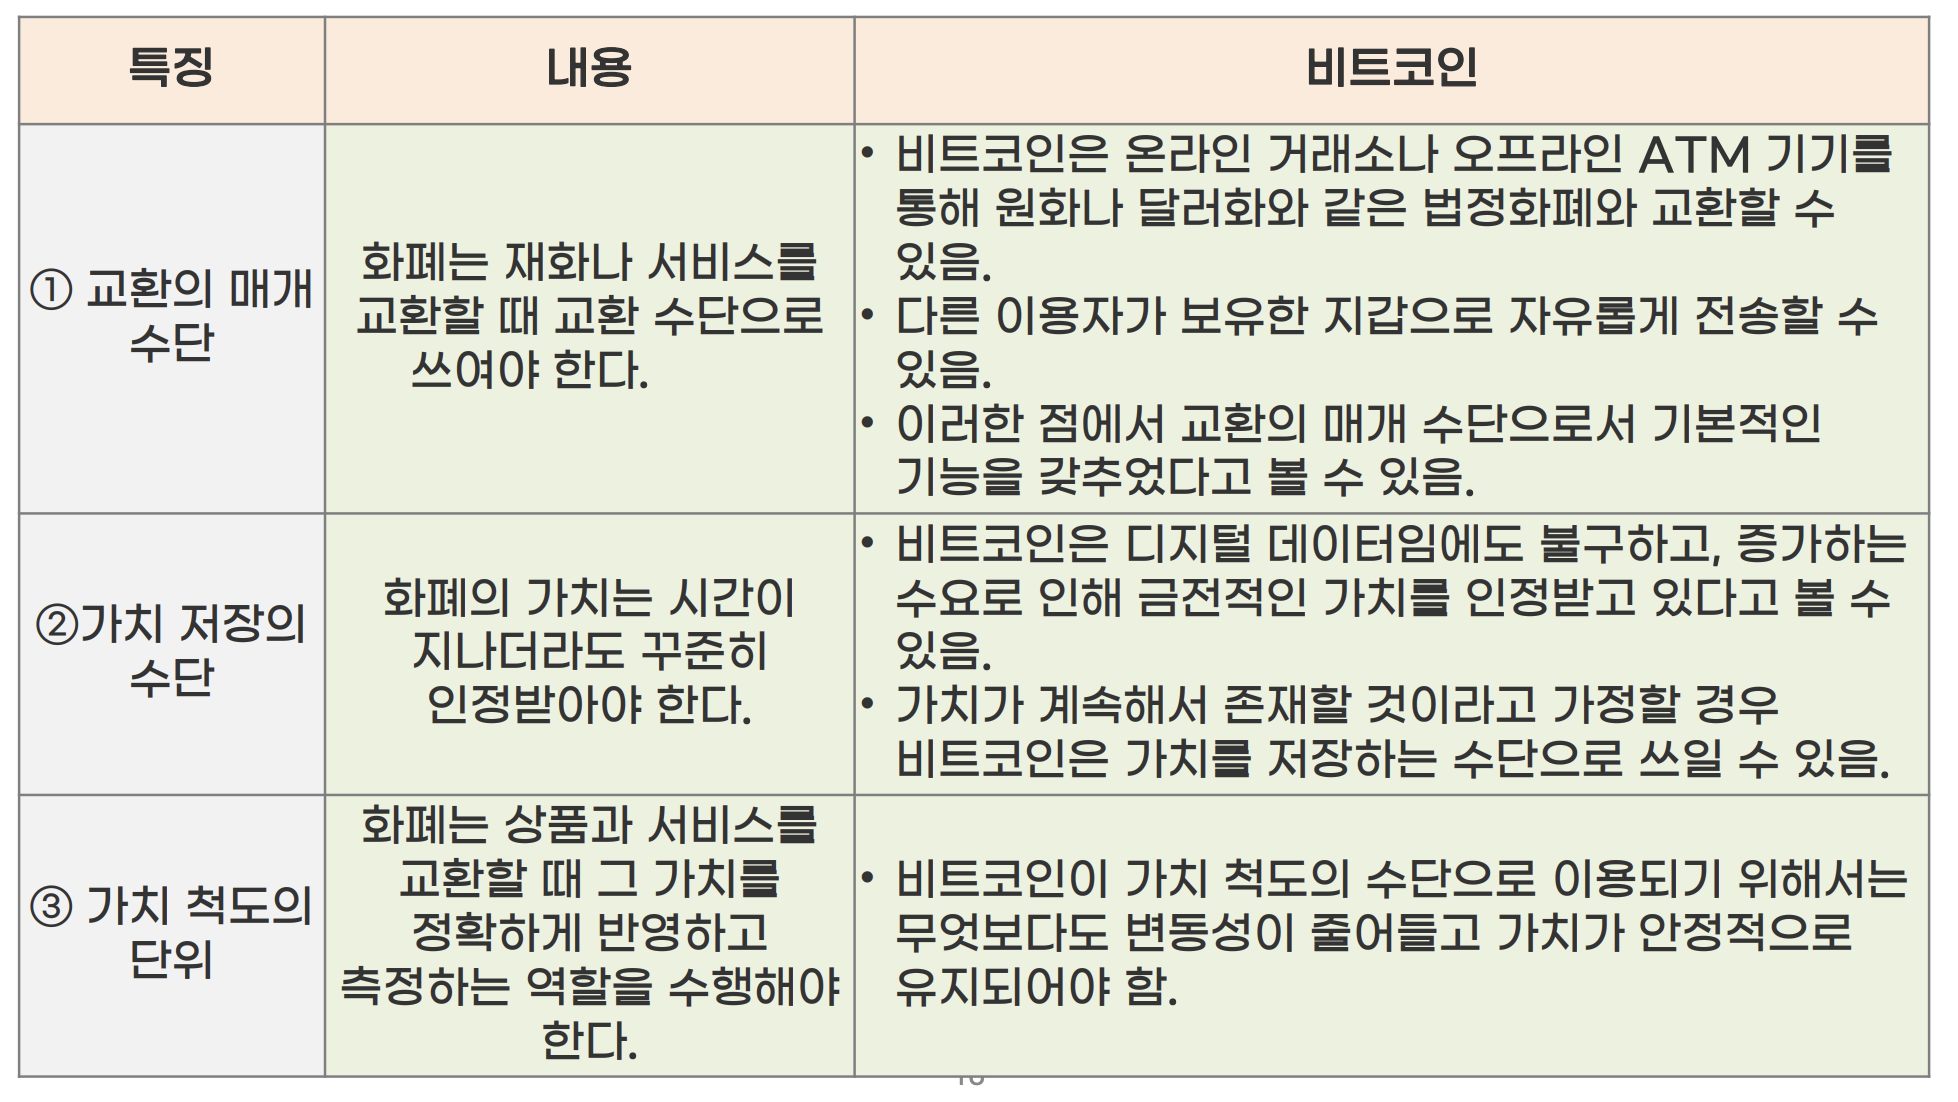 특징
내용
비트코인
① 교환의 매개
수단
화폐는 재화나 서비스를
교환할 때 교환 수단으로
쓰여야 한다.
• 비트코인은 온라인 거래소나 오프라인 ATM 기기를
통해 원화나 달러화와 같은 법정화폐와 교환할 수
있음.
• 다른 이용자가 보유한 지갑으로 자유롭게 전송할 수
있음.
• 이러한 점에서 교환의 매개 수단으로서 기본적인
기능을 갖추었다고 볼 수 있음.
②가치 저장의
수단
화폐의 가치는 시간이
지나더라도 꾸준히
인정받아야 한다.
• 비트코인은 디지털 데이터임에도 불구하고, 증가하는
수요로 인해 금전적인 가치를 인정받고 있다고 볼 수
있음.
• 가치가 계속해서 존재할 것이라고 가정할 경우
비트코인은 가치를 저장하는 수단으로 쓰일 수 있음.
③ 가치 척도의
단위
화폐는 상품과 서비스를
교환할 때 그 가치를
정확하게 반영하고
측정하는 역할을 수행해야
한다.
• 비트코인이 가치 척도의 수단으로 이용되기 위해서는
무엇보다도 변동성이 줄어들고 가치가 안정적으로
유지되어야 함.